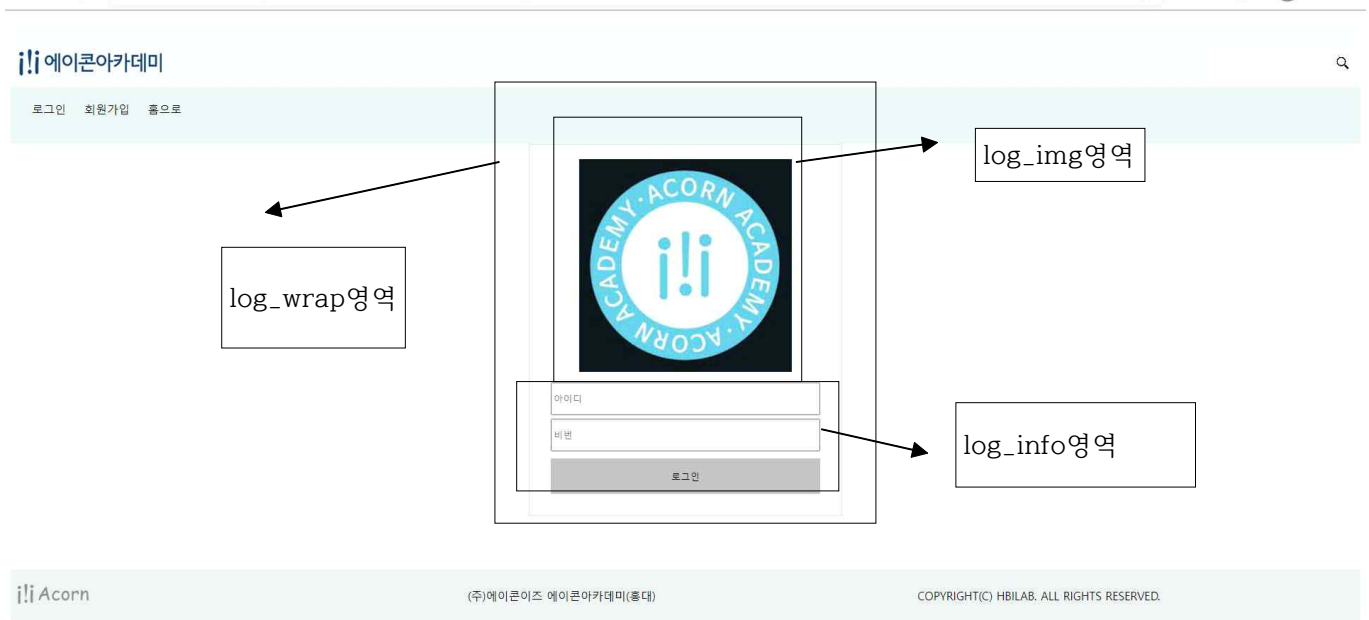 에이콘아카데미
로그인 회원가입 홈으로
log_img영역
ACORN ACADEMY·ACORN ACADEMY·
log_wrap영역
아이디
비번
log_info영역
로그인
Acorn
(주)에이콘이즈 에이콘아카데미(홍대)
COPYRIGHT(C) HBILAB. ALL RIGHTS RESERVED.